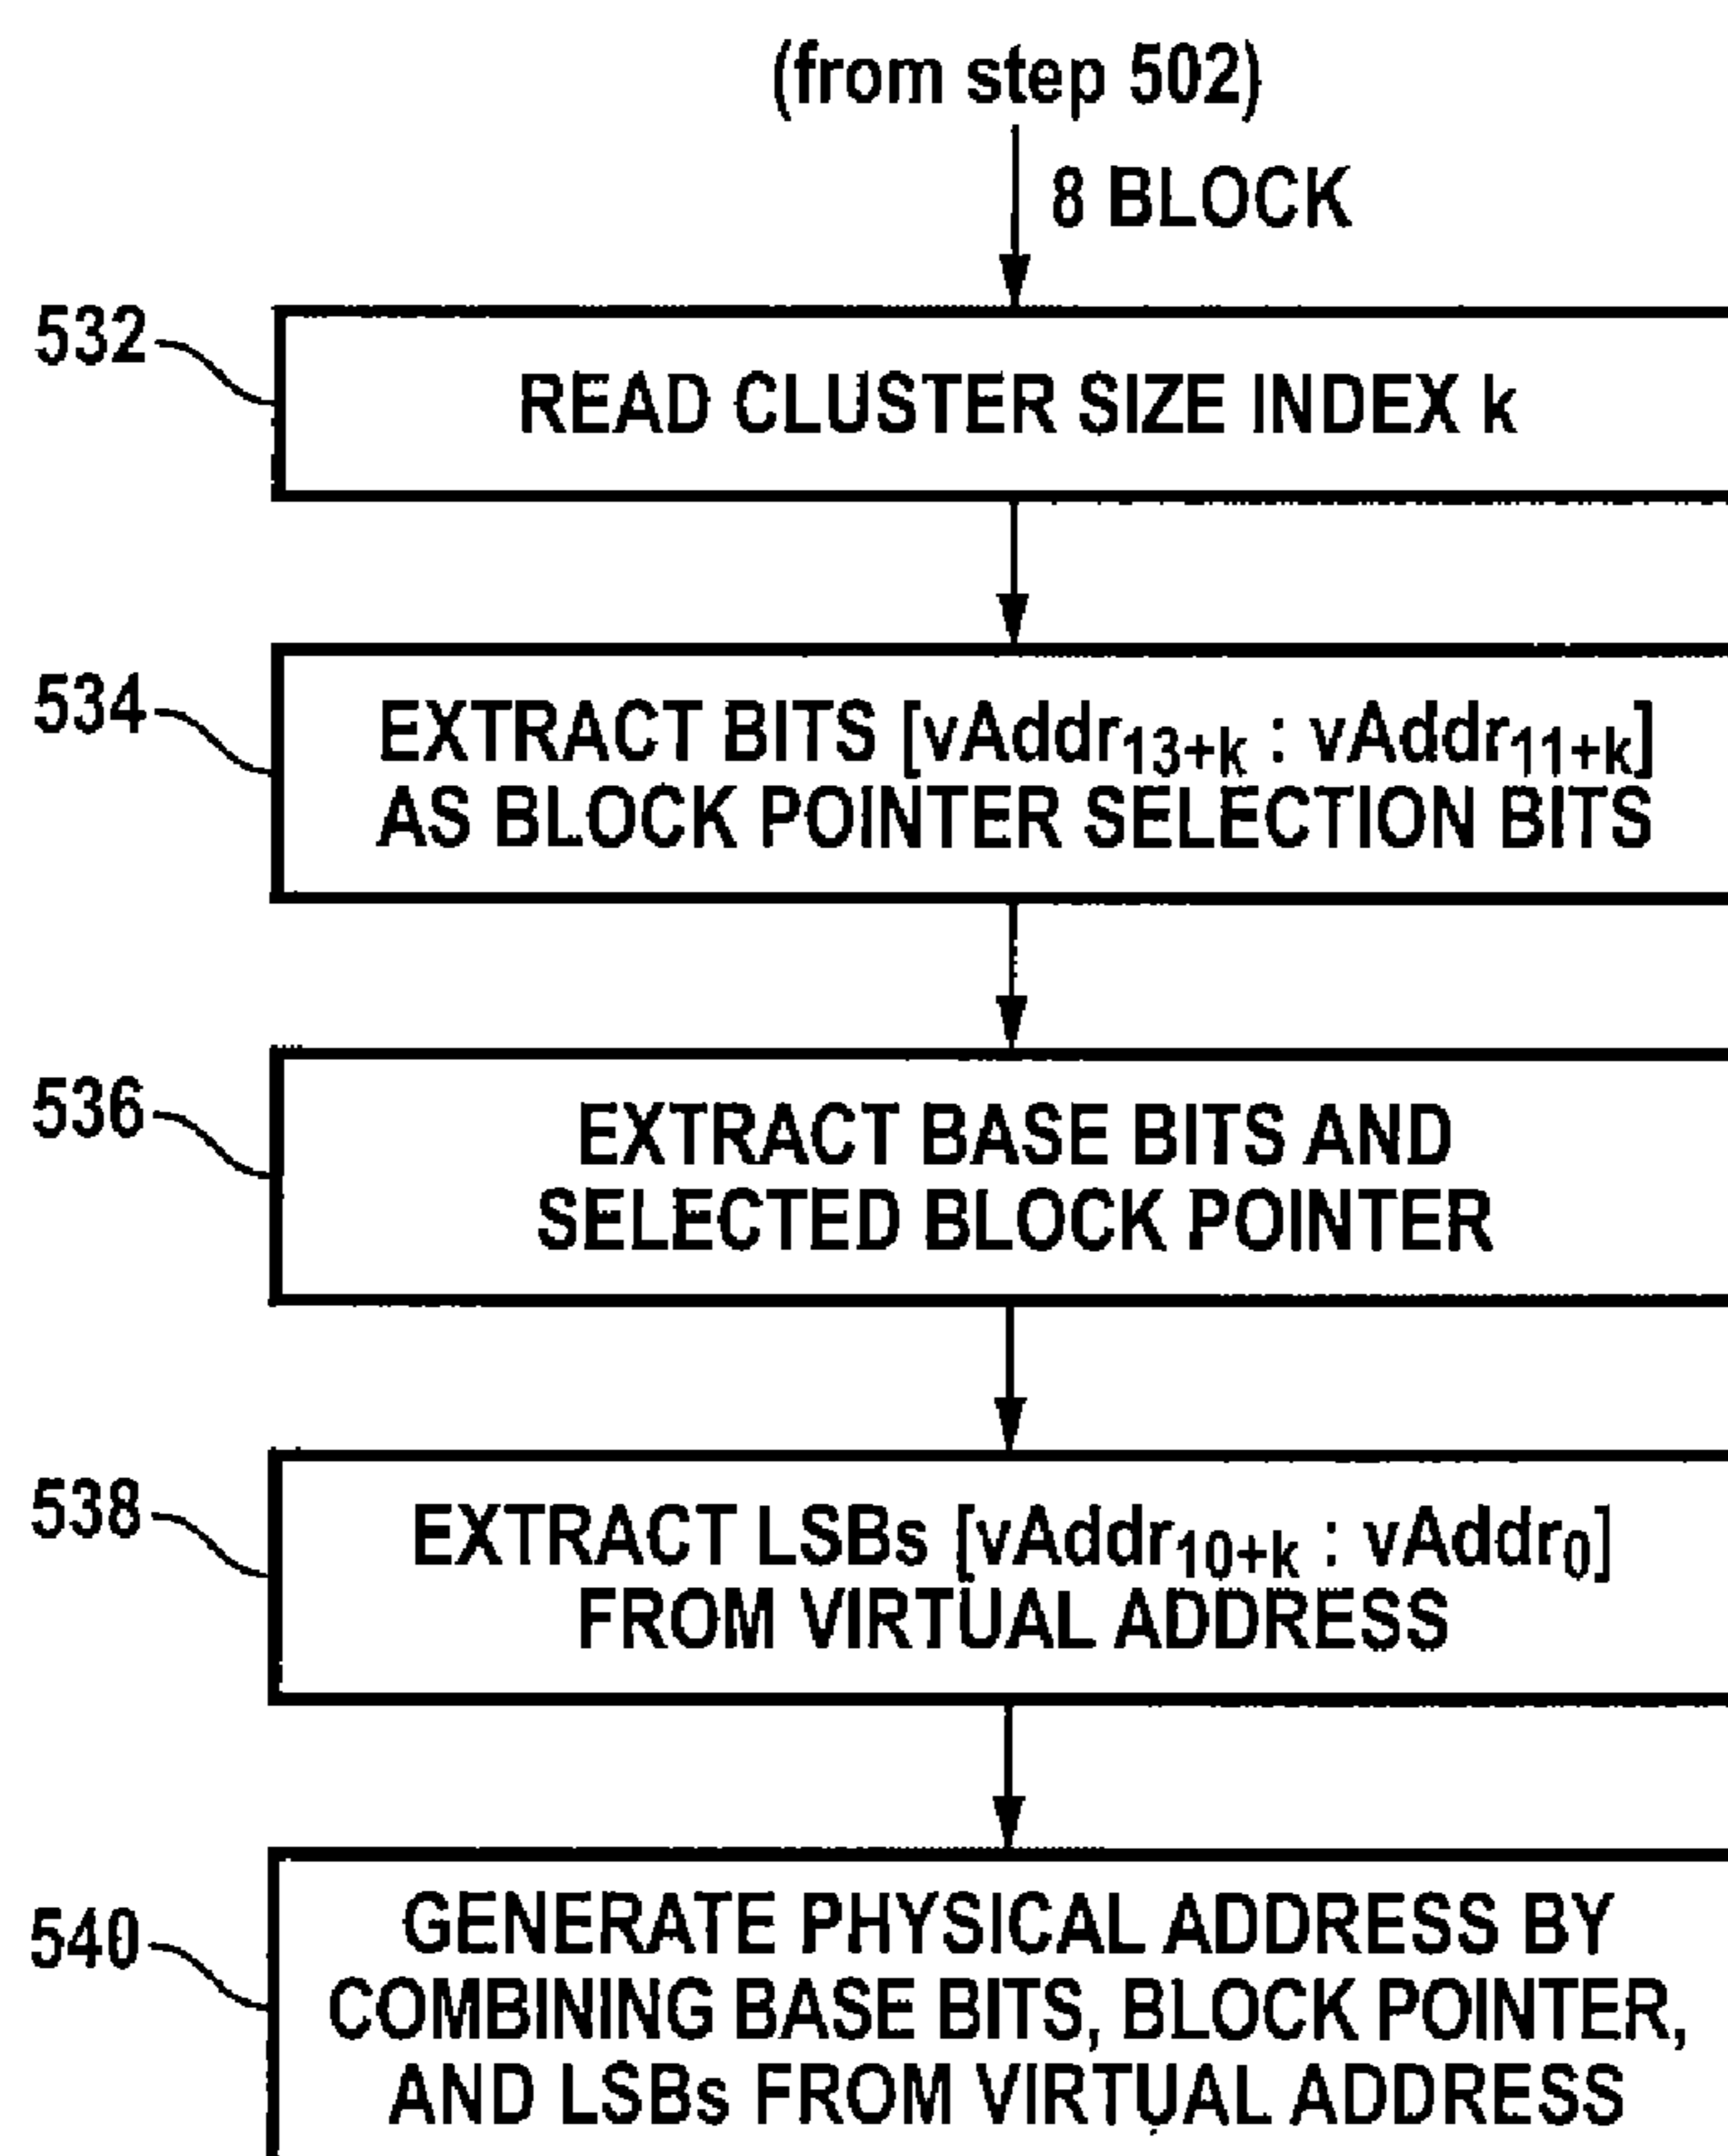 (from step 502)
8 BLOCK
532
READ CLUSTER SIZE INDEX k
534
EXTRACT BITS [vAddr13+k : vAddr11+k]
AS BLOCK POINTER SELECTION BITS
536
EXTRACT BASE BITS AND
SELECTED BLOCK POINTER
538
EXTRACT LSBs [vAddr10+k : vAddr0]
FROM VIRTUAL ADDRESS
540
GENERATE PHYSICAL ADDRESS BY
COMBINING BASE BITS, BLOCK POINTER,
AND LSBs FROM VIRTUAL ADDRESS